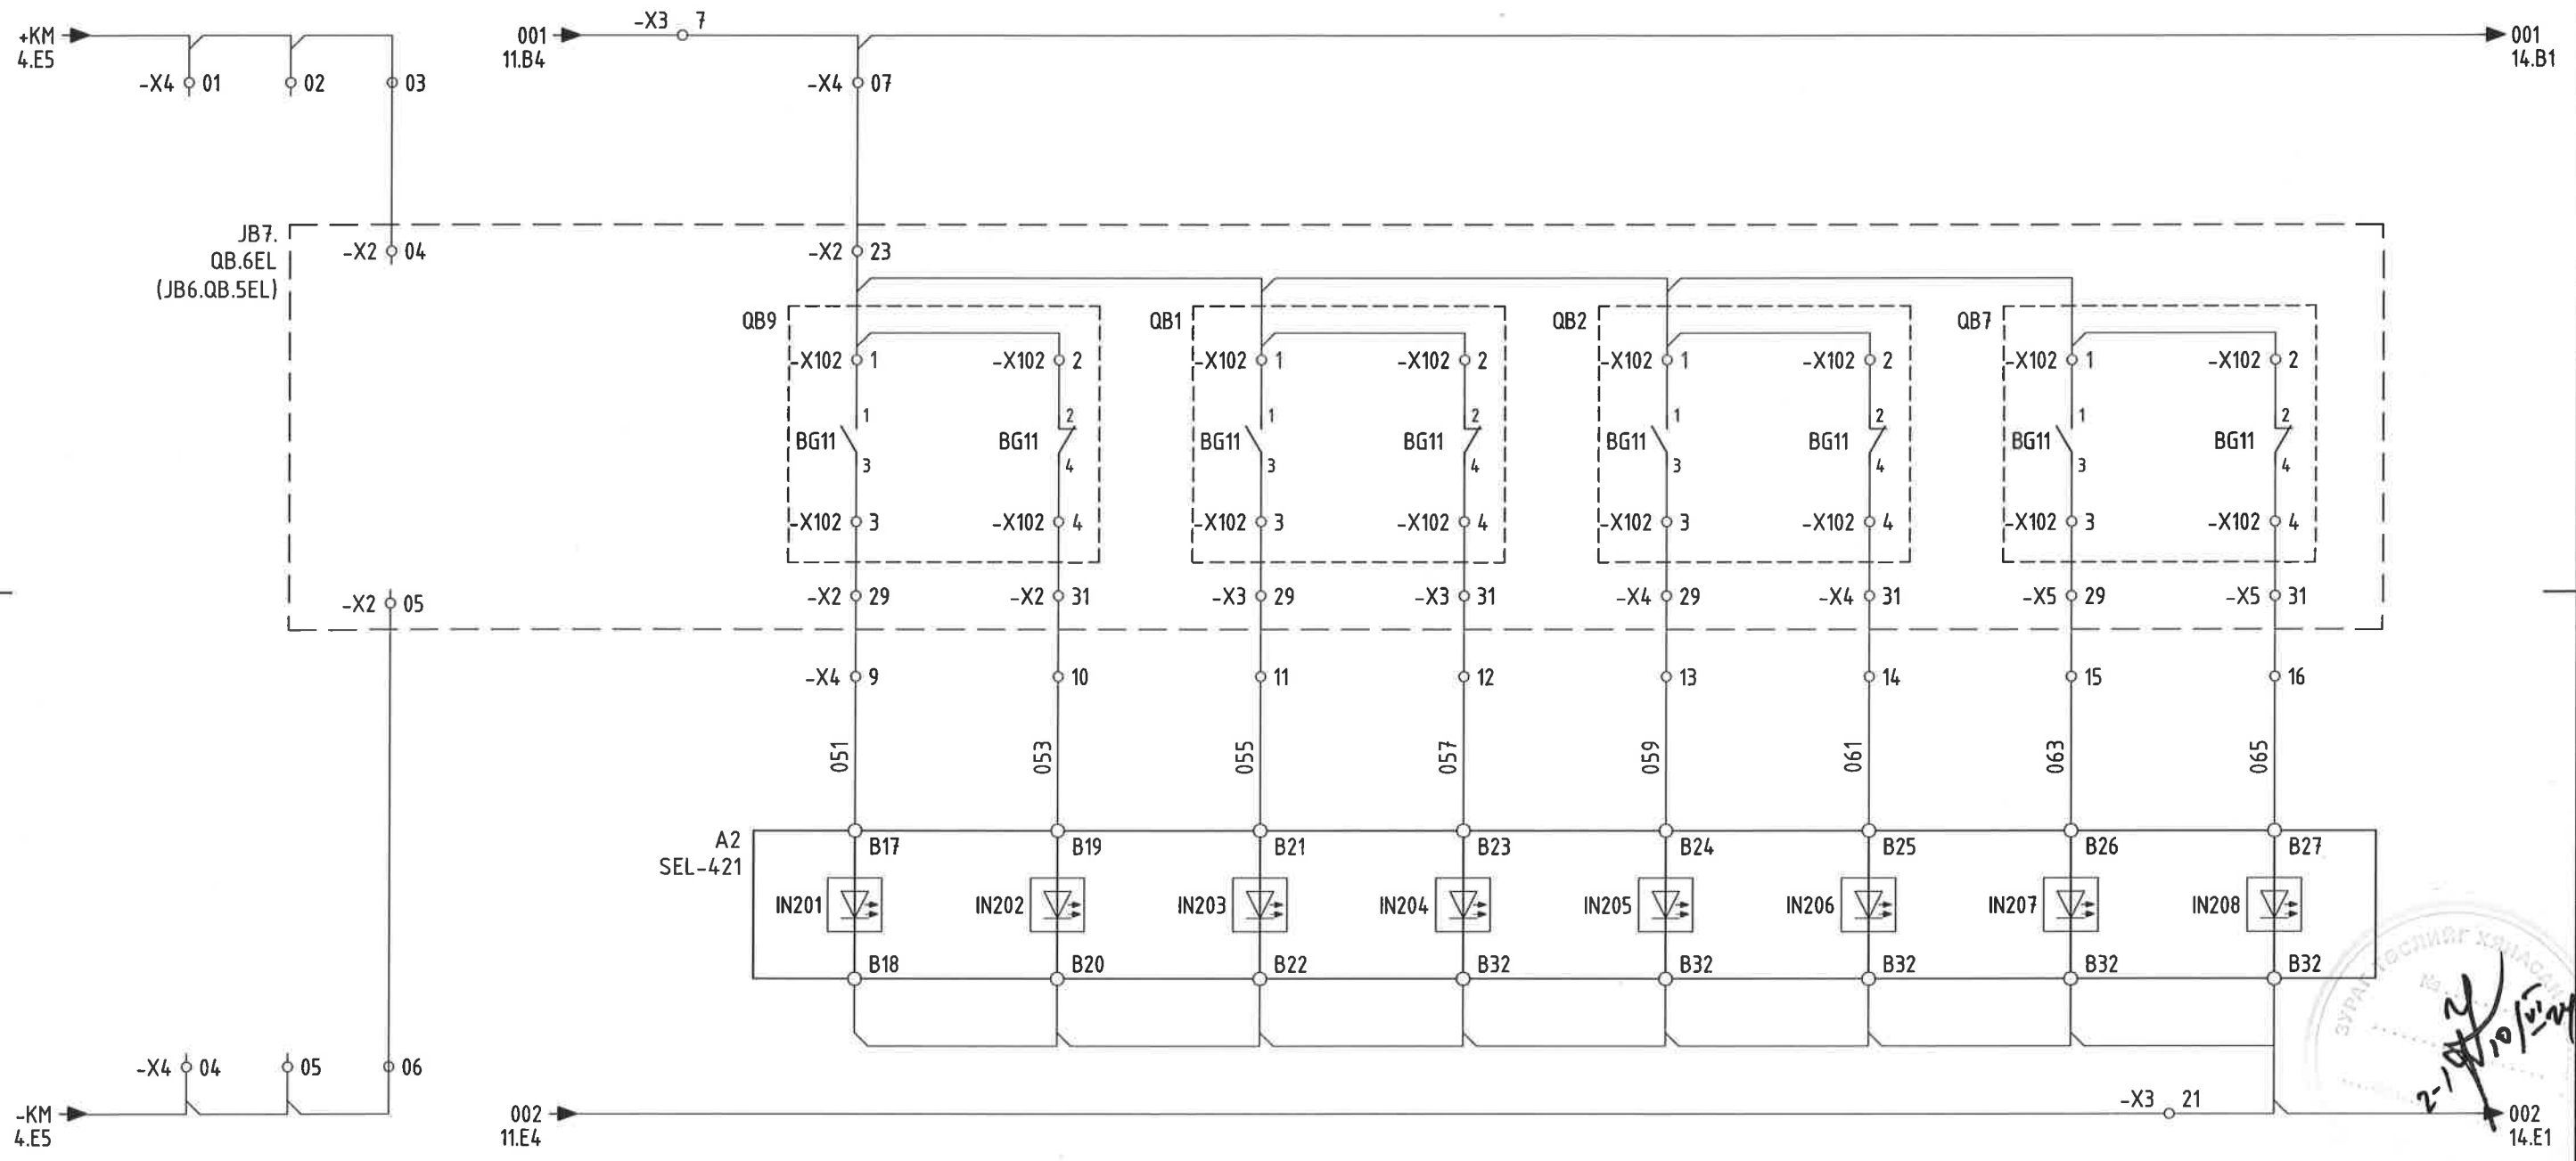 +KM
4.E5
-X4 01 02 03
001
11.B4
-X3 7
-X4 07
001
14.B1
JB7.
QB.6EL
(JB6.QB.5EL)
-X2 04
-X2 23
QB9 QB1 QB2 QB7
-X102 1 -X102 2 -X102 1 -X102 2 -X102 1 -X102 2 -X102 1 -X102 2
1 2 1 2 1 2 1 2
BG11 BG11 BG11 BG11 BG11 BG11 BG11 BG11
3 4 3 4 3 4 3 4
-X102 3 -X102 4 -X102 3 -X102 4 -X102 3 -X102 4 -X102 3 -X102 4
-X2 05
-X2 29 -X2 31 -X3 29 -X3 31 -X4 29 -X4 31 -X5 29 -X5 31
-X4 9 10 11 12 13 14 15 16
051 053 055 057 059 061 063 065
A2
SEL-421
B17 B19 B21 B23 B24 B25 B26 B27
IN201 IN202 IN203 IN204 IN205 IN206 IN207 IN208
B18 B20 B22 B32 B32 B32 B32 B32
-X4 04 05 06
-KM
4.E5
002
11.E4
-X3 21
002
14.E1
ЗУРАГ
№